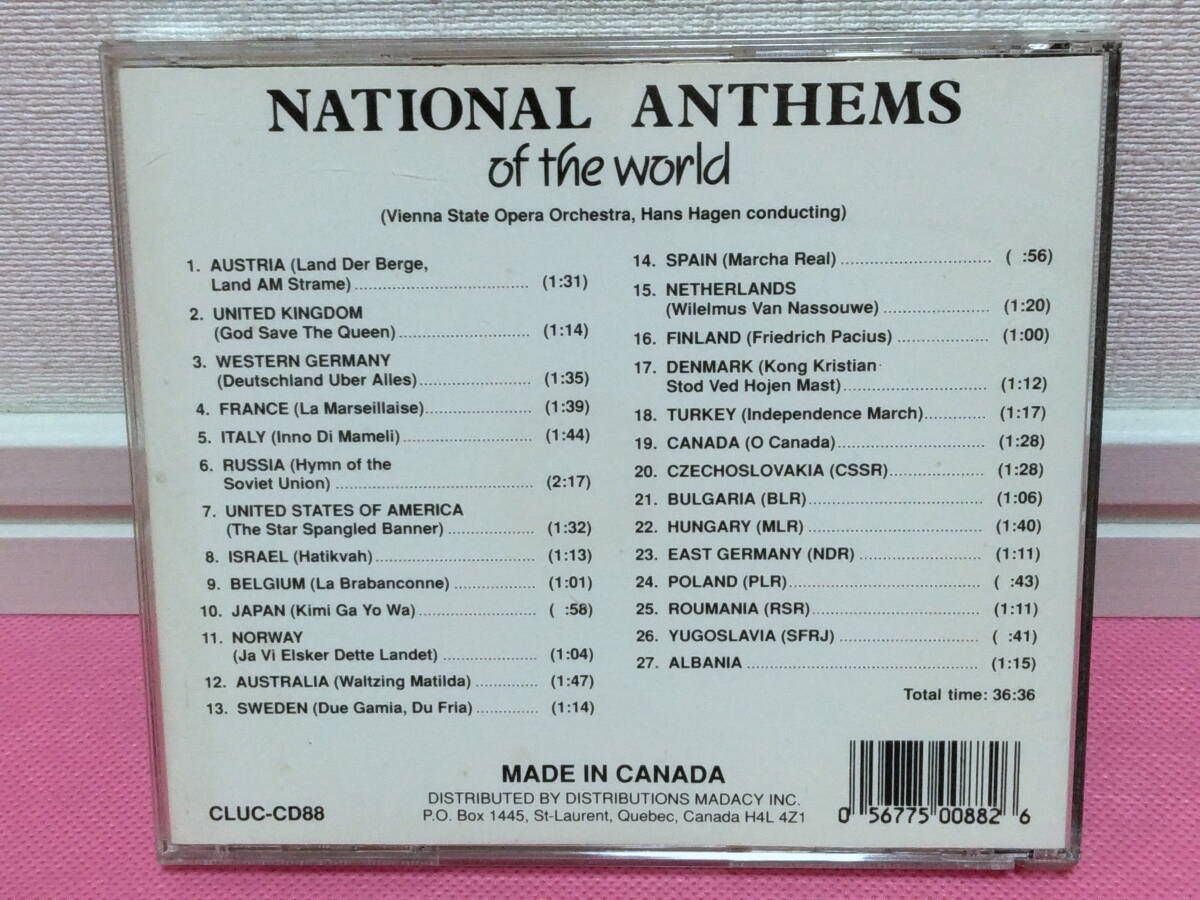 NATIONAL ANTHEMS
of the world
(Vienna State Opera Orchestra, Hans Hagen conducting)
1. AUSTRIA (Land Der Berge,
Land AM Strame) (1:31)
2. UNITED KINGDOM
(God Save The Queen) (1:14)
3. WESTERN GERMANY
(Deutschland Uber Alles) (1:35)
4. FRANCE (La Marseillaise) (1:39)
5. ITALY (Inno Di Mameli) (1:44)
6. RUSSIA (Hymn of the
Soviet Union) (2:17)
7. UNITED STATES OF AMERICA
(The Star Spangled Banner) (1:32)
8. ISRAEL (Hatikvah) (1:13)
9. BELGIUM (La Brabanconne) (1:01)
10. JAPAN (Kimi Ga Yo Wa) ( :58)
11. NORWAY
(Ja Vi Elsker Dette Landet) (1:04)
12. AUSTRALIA (Waltzing Matilda) (1:47)
13. SWEDEN (Due Gamia, Du Fria) (1:14)
14. SPAIN (Marcha Real) ( :56)
15. NETHERLANDS
(Wilelmus Van Nassouwe) (1:20)
16. FINLAND (Friedrich Pacius) (1:00)
17. DENMARK (Kong Kristian
Stod Ved Hojen Mast) (1:12)
18. TURKEY (Independence March) (1:17)
19. CANADA (O Canada) (1:28)
20. CZECHOSLOVAKIA (CSSR) (1:28)
21. BULGARIA (BLR) (1:06)
22. HUNGARY (MLR) (1:40)
23. EAST GERMANY (NDR) (1:11)
24. POLAND (PLR) ( :43)
25. ROUMANIA (RSR) (1:11)
26. YUGOSLAVIA (SFRJ) ( :41)
27. ALBANIA (1:15)
Total time: 36:36
MADE IN CANADA
DISTRIBUTED BY DISTRIBUTIONS MADACY INC.
P.O. Box 1445, St-Laurent, Quebec, Canada H4L 4Z1
CLUC-CD88
0 56775 00882 6